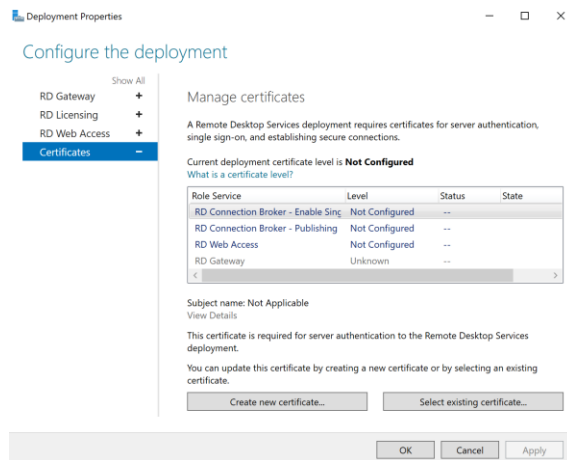 Deployment Properties
Configure the deployment
Show All
RD Gateway +
RD Licensing +
RD Web Access +
Certificates –
Manage certificates
A Remote Desktop Services deployment requires certificates for server authentication,
single sign-on, and establishing secure connections.
Current deployment certificate level is Not Configured
What is a certificate level?
Role Service Level Status State
RD Connection Broker - Enable Sing Not Configured --
RD Connection Broker - Publishing Not Configured --
RD Web Access Not Configured --
RD Gateway Unknown --
Subject name: Not Applicable
View Details
This certificate is required for server authentication to the Remote Desktop Services
deployment.
You can update this certificate by creating a new certificate or by selecting an existing
certificate.
Create new certificate... Select existing certificate...
OK Cancel Apply